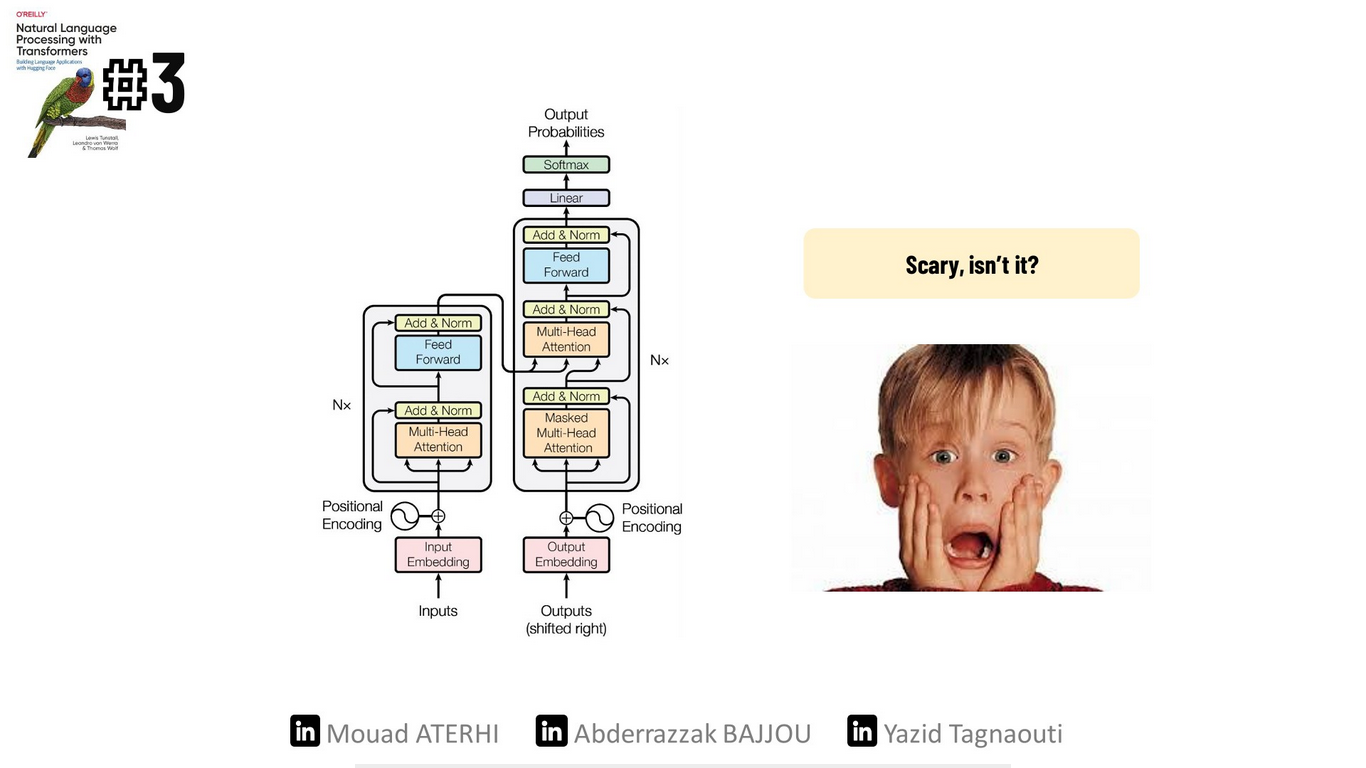 O'REILLY
Natural Language
Processing with
Transformers
Building Language Applications
with Hugging Face
#3
Lewis Tunstall,
Leandro von Werra
& Thomas Wolf
Output
Probabilities
Softmax
Linear
Add & Norm
Feed
Forward
Add & Norm
Multi-Head
Attention
Add & Norm
Masked
Multi-Head
Attention
Nx
Add & Norm
Feed
Forward
Add & Norm
Multi-Head
Attention
Nx
Positional
Encoding
Positional
Encoding
Input
Embedding
Output
Embedding
Inputs
Outputs
(shifted right)
Scary, isn't it?
in Mouad ATERHI
in Abderrazzak BAJJOU
in Yazid Tagnaouti